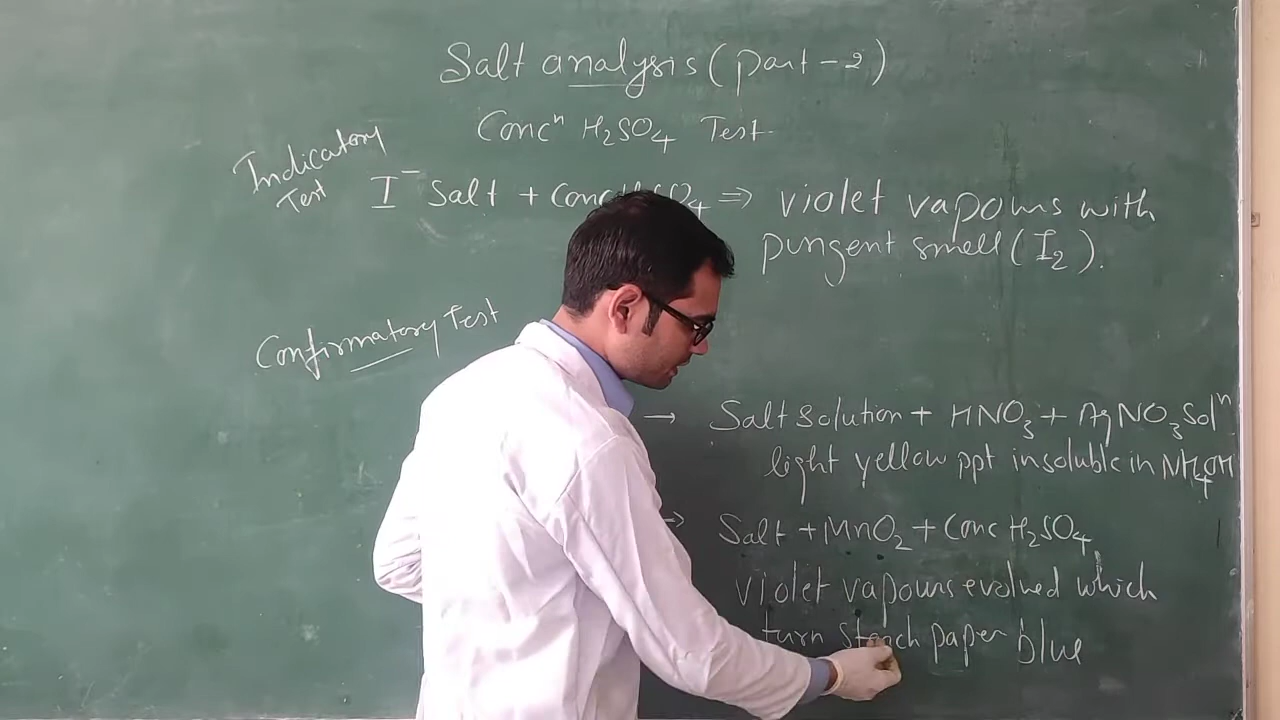 Salt analysis (part-2)
Concⁿ H₂SO₄ Test
Indicatory
Test
I⁻ Salt + Conc H₂SO₄ ⇒ violet vapours with
pungent smell (I₂).
Confirmatory Test
→ Salt solution + HNO₃ + AgNO₃ Solⁿ
light yellow ppt insoluble in NH₄OH
→ Salt + MnO₂ + Conc H₂SO₄
violet vapours evolved which
turn starch paper blue